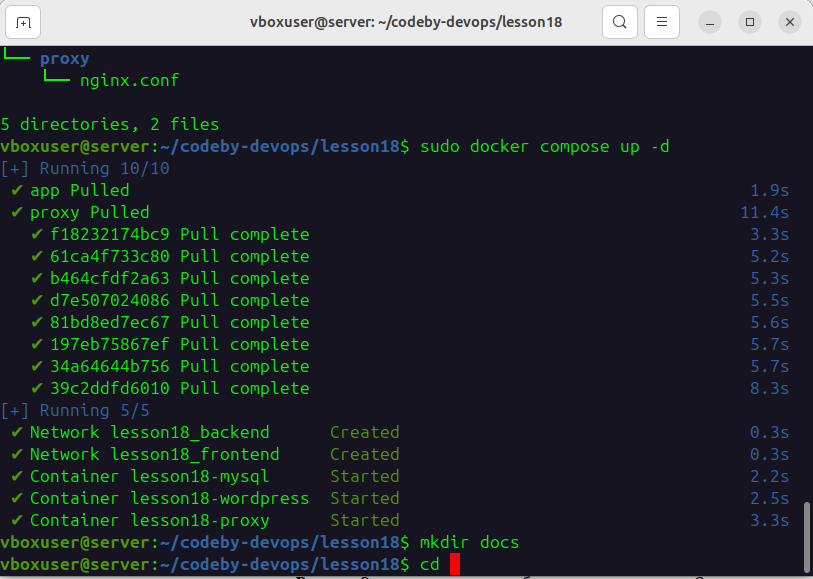 vboxuser@server: ~/codeby-devops/lesson18
└── proxy
    └── nginx.conf
5 directories, 2 files
vboxuser@server:~/codeby-devops/lesson18$ sudo docker compose up -d
[+] Running 10/10
✔ app Pulled 1.9s
✔ proxy Pulled 11.4s
✔ f18232174bc9 Pull complete 3.3s
✔ 61ca4f733c80 Pull complete 5.2s
✔ b464cfdf2a63 Pull complete 5.3s
✔ d7e507024086 Pull complete 5.5s
✔ 81bd8ed7ec67 Pull complete 5.6s
✔ 197eb75867ef Pull complete 5.7s
✔ 34a64644b756 Pull complete 5.7s
✔ 39c2ddfd6010 Pull complete 8.3s
[+] Running 5/5
✔ Network lesson18_backend Created 0.3s
✔ Network lesson18_frontend Created 0.3s
✔ Container lesson18-mysql Started 2.2s
✔ Container lesson18-wordpress Started 2.5s
✔ Container lesson18-proxy Started 3.3s
vboxuser@server:~/codeby-devops/lesson18$ mkdir docs
vboxuser@server:~/codeby-devops/lesson18$ cd